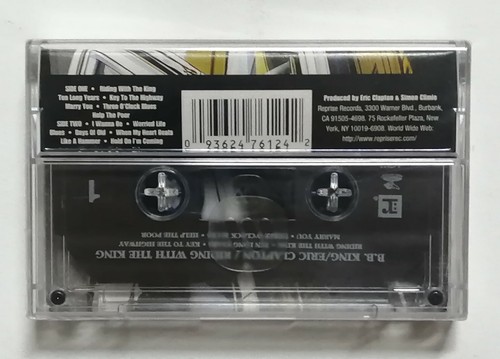 SIDE ONE • Riding With The King
Ten Long Years • Key To The Highway
Marry You • Three O'Clock Blues
Help The Poor
SIDE TWO • I Wanna Be • Worried Life
Blues • Days Of Old • When My Heart Beats
Like A Hammer • Hold On I'm Coming
0 93624 76124 2
Produced by Eric Clapton & Simon Climie
Reprise Records, 3300 Warner Blvd., Burbank,
CA 91505-4698. 75 Rockefeller Plaza, New
York, NY 10019-6908. World Wide Web:
http://www.repriserec.com/
1
B.B. KING/ERIC CLAPTON / RIDING WITH THE KING
RIDING WITH THE KING • TEN LONG YEARS • KEY TO THE HIGHWAY
MARRY YOU • THREE O'CLOCK BLUES • HELP THE POOR